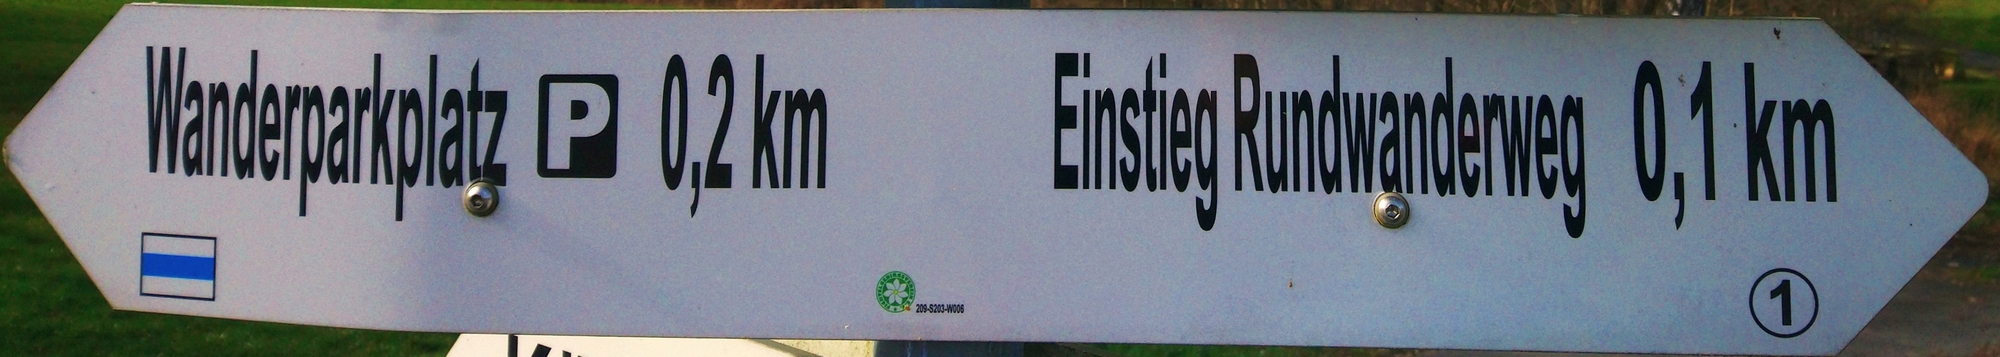 Wanderparkplatz P 0,2 km
Einstieg Rundwanderweg 0,1 km
209-S203-W006
1